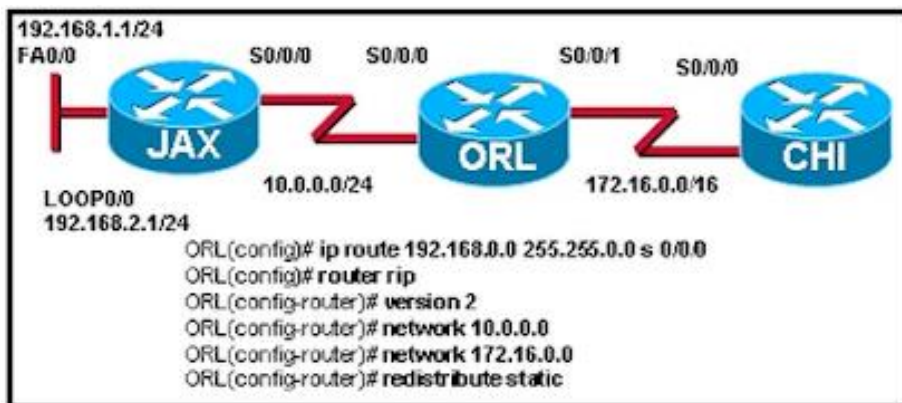 192.168.1.1/24
FA0/0
S0/0/0
S0/0/0
S0/0/1
S0/0/0
JAX
ORL
CHI
10.0.0.0/24
172.16.0.0/16
LOOP0/0
192.168.2.1/24
ORL(config)# ip route 192.168.0.0 255.255.0.0 s 0/0/0
ORL(config)# router rip
ORL(config-router)# version 2
ORL(config-router)# network 10.0.0.0
ORL(config-router)# network 172.16.0.0
ORL(config-router)# redistribute static